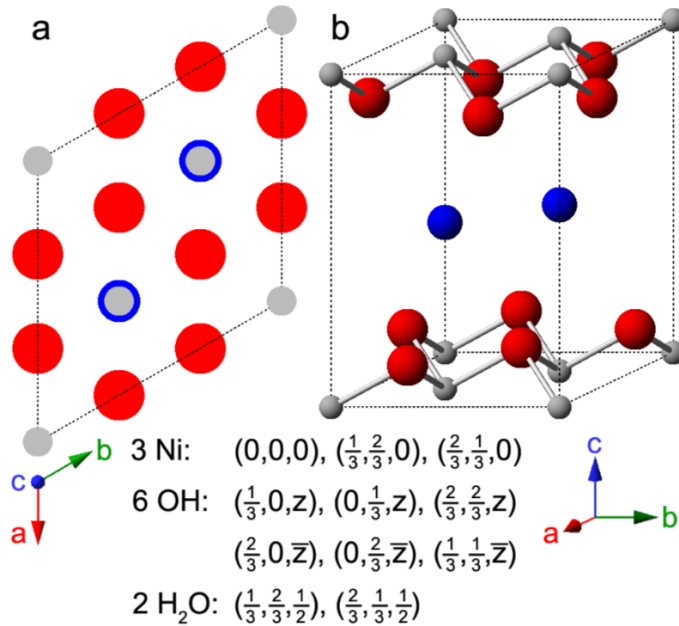 a
b
3 Ni: (0,0,0), (1/3,2/3,0), (2/3,1/3,0)
6 OH: (1/3,0,z), (0,1/3,z), (2/3,2/3,z)
(2/3,0,z̅), (0,2/3,z̅), (1/3,1/3,z̅)
2 H₂O: (1/3,2/3,1/2), (2/3,1/3,1/2)
b
c
a
c
a
b